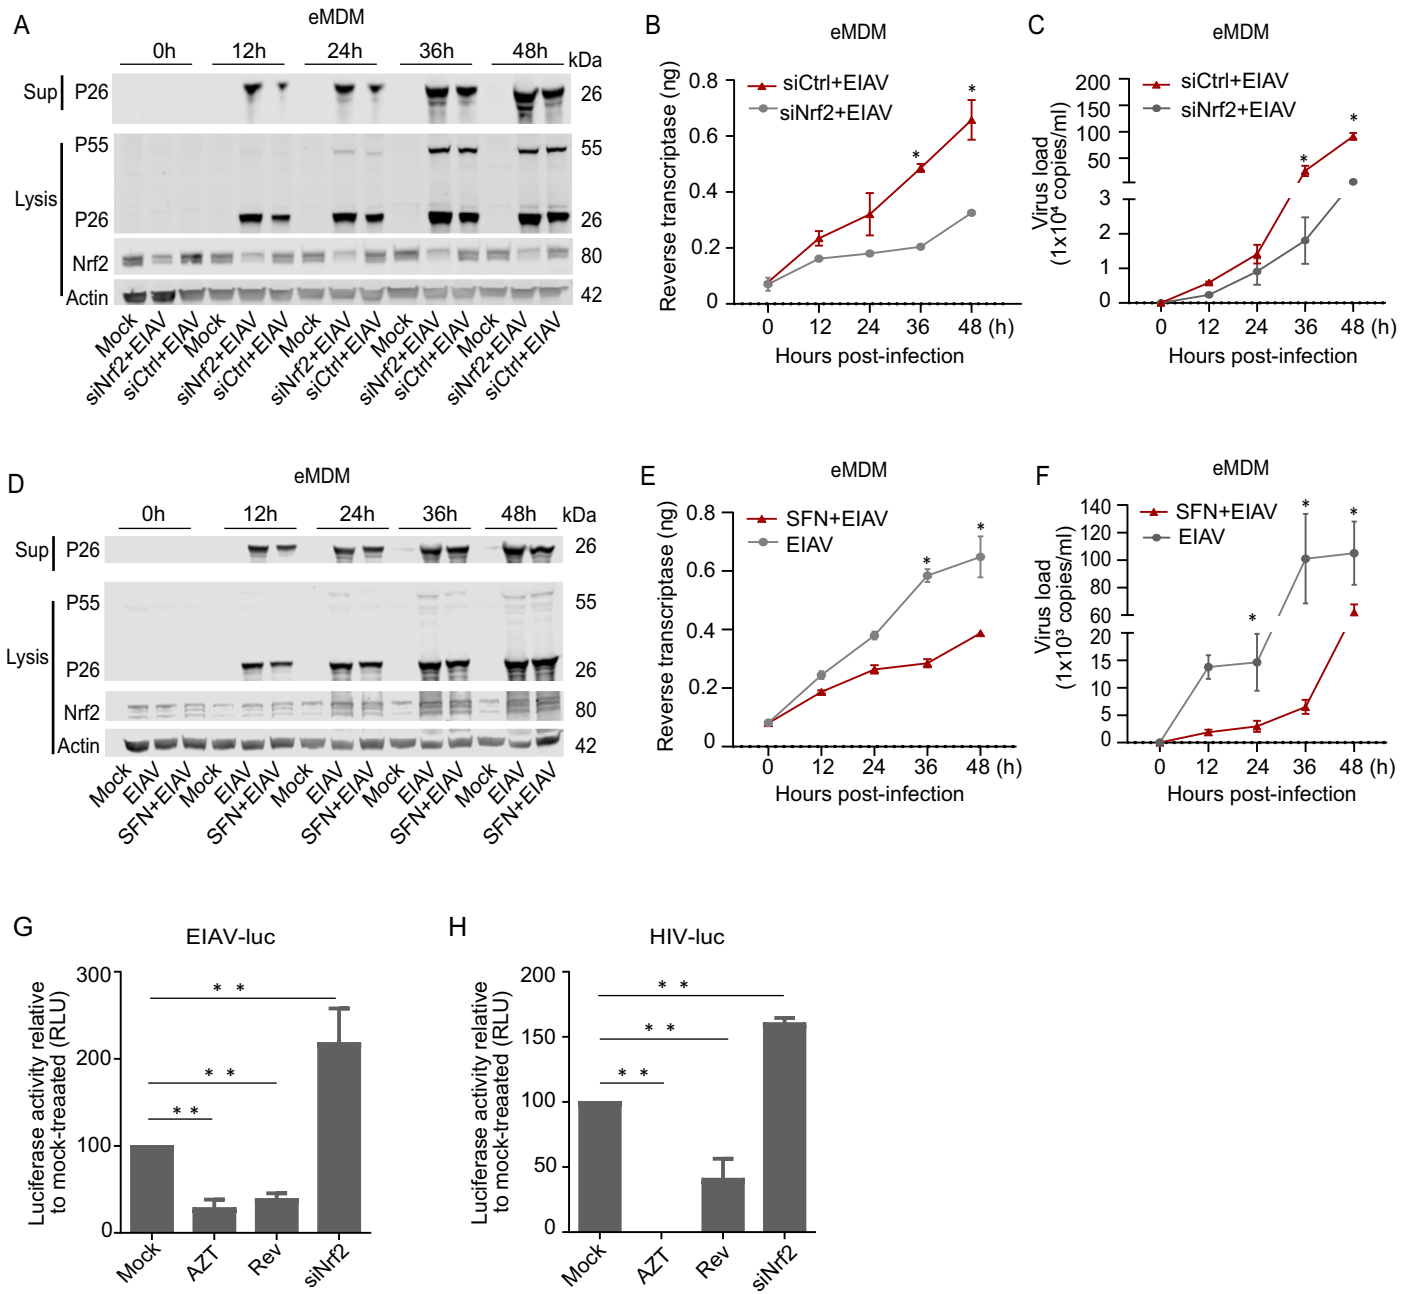 A
eMDM
0h 12h 24h 36h 48h kDa
Sup P26 26
P55 55
Lysis
P26 26
Nrf2 80
Actin 42
Mock siNrf2+EIAV siCtrl+EIAV Mock siNrf2+EIAV siCtrl+EIAV Mock siNrf2+EIAV siCtrl+EIAV Mock siNrf2+EIAV siCtrl+EIAV
B
eMDM
Reverse transcriptase (ng)
0.8
0.6
0.4
0.2
0
siCtrl+EIAV
siNrf2+EIAV
* *
0 12 24 36 48 (h)
Hours post-infection
C
eMDM
Virus load
(1x10⁴ copies/ml)
200
150
100
50
3
2
1
0
siCtrl+EIAV
siNrf2+EIAV
* *
0 12 24 36 48 (h)
Hours post-infection
D
eMDM
0h 12h 24h 36h 48h kDa
Sup P26 26
P55 55
Lysis
P26 26
Nrf2 80
Actin 42
Mock EIAV SFN+EIAV Mock EIAV SFN+EIAV Mock EIAV SFN+EIAV Mock EIAV SFN+EIAV Mock EIAV SFN+EIAV
E
eMDM
Reverse transcriptase (ng)
0.8
0.6
0.4
0.2
0
SFN+EIAV
EIAV
* *
0 12 24 36 48 (h)
Hours post-infection
F
eMDM
Virus load
(1x10³ copies/ml)
140
120
100
80
60
20
15
10
5
0
SFN+EIAV
EIAV
* * *
0 12 24 36 48 (h)
Hours post-infection
G
EIAV-luc
Luciferase activity relative
to mock-treaated (RLU)
300
200
100
0
* *
* *
* *
Mock AZT Rev siNrf2
H
HIV-luc
Luciferase activity relative
to mock-treaated (RLU)
200
150
100
50
0
* *
* *
* *
Mock AZT Rev siNrf2